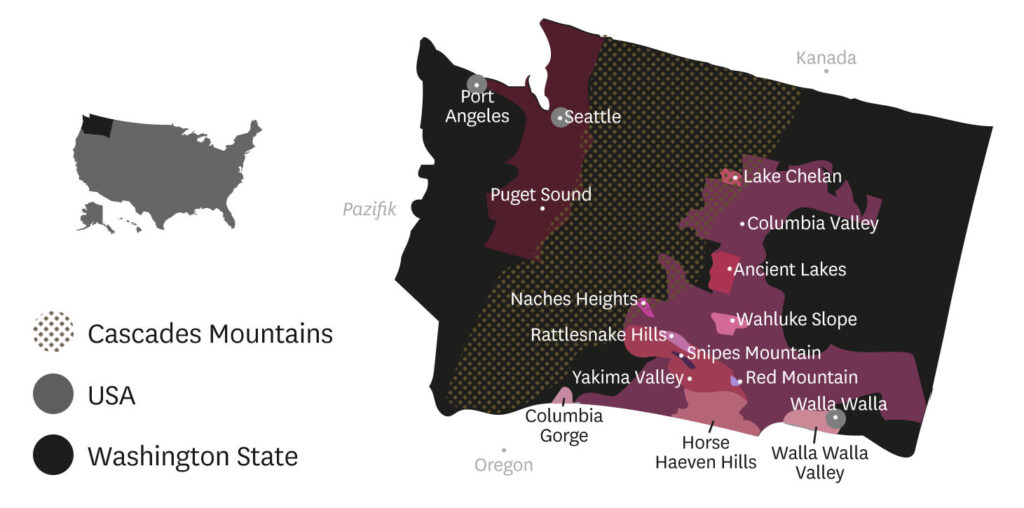 Kanada
Port
Angeles
Seattle
Lake Chelan
Puget Sound
Pazifik
Columbia Valley
Ancient Lakes
Naches Heights
Wahluke Slope
Rattlesnake Hills
Snipes Mountain
Yakima Valley
Red Mountain
Walla Walla
Columbia
Gorge
Horse
Haeven Hills
Walla Walla
Valley
Oregon
Cascades Mountains
USA
Washington State